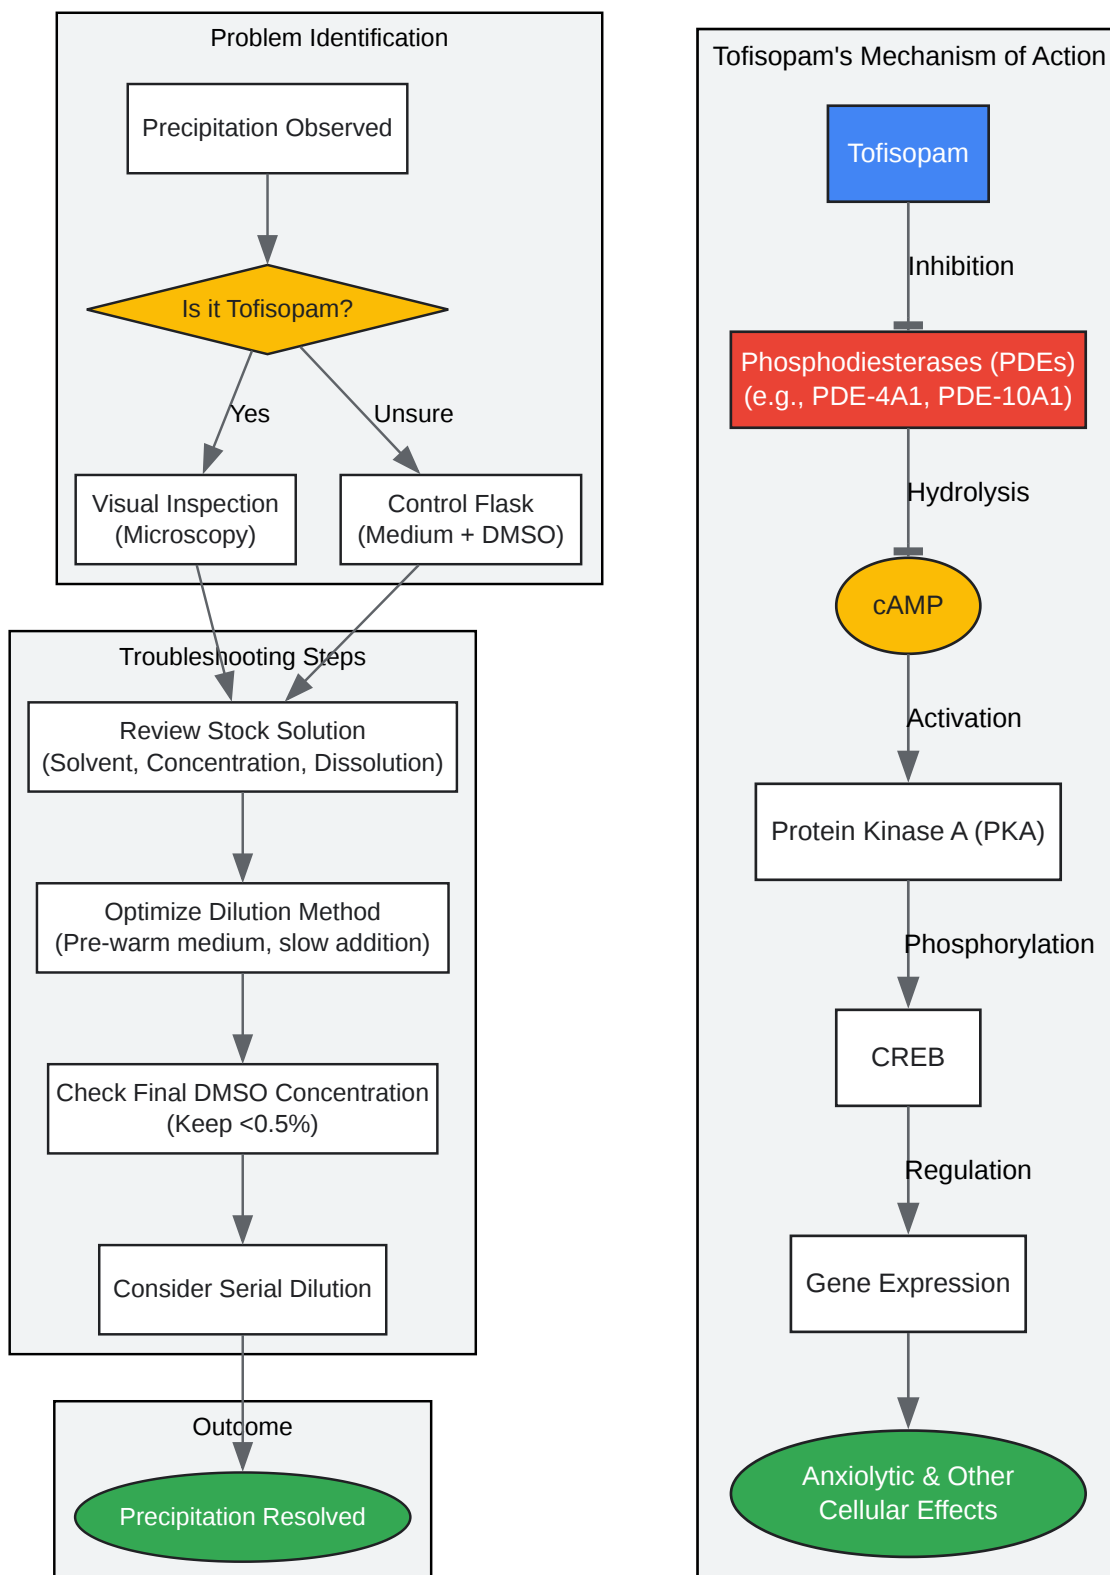 Problem Identification
Precipitation Observed
Is it Tofisopam?
Yes
Unsure
Visual Inspection
(Microscopy)
Control Flask
(Medium + DMSO)
Troubleshooting Steps
Review Stock Solution
(Solvent, Concentration, Dissolution)
Optimize Dilution Method
(Pre-warm medium, slow addition)
Check Final DMSO Concentration
(Keep <0.5%)
Consider Serial Dilution
Outcome
Precipitation Resolved
Tofisopam's Mechanism of Action
Tofisopam
Inhibition
Phosphodiesterases (PDEs)
(e.g., PDE-4A1, PDE-10A1)
Hydrolysis
cAMP
Activation
Protein Kinase A (PKA)
Phosphorylation
CREB
Regulation
Gene Expression
Anxiolytic & Other
Cellular Effects